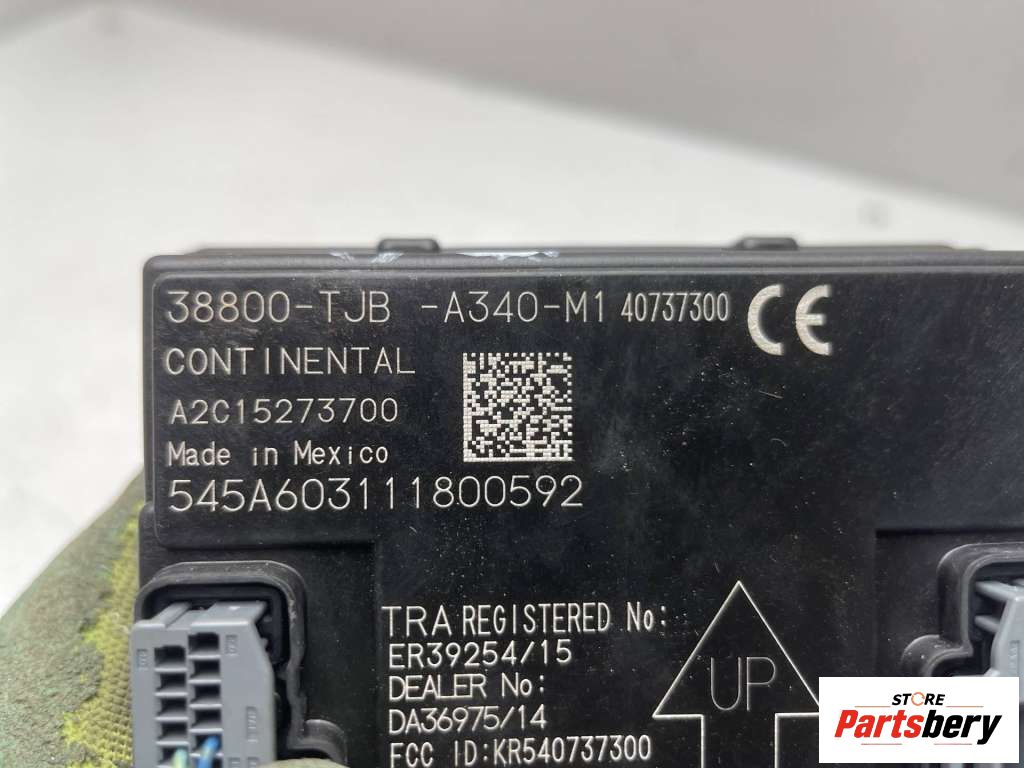 38800-TJB -A340-M1 40737300 CE
CONTINENTAL
A2C15273700
Made in Mexico
545A603111800592
TRA REGISTERED No:
ER39254/15
DEALER No:
DA36975/14
FCC ID:KR540737300
UP
STORE
Partsbery